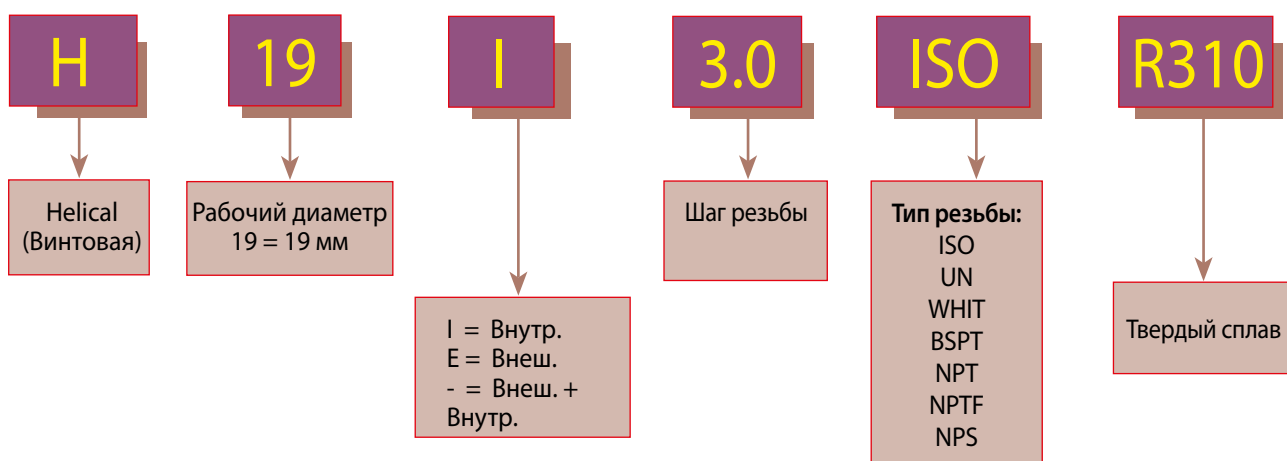 H
19
I
3.0
ISO
R310
Helical
(Винтовая)
Рабочий диаметр
19 = 19 мм
I = Внутр.
E = Внеш.
- = Внеш. +
Внутр.
Шаг резьбы
Тип резьбы:
ISO
UN
WHIT
BSPT
NPT
NPTF
NPS
Твердый сплав